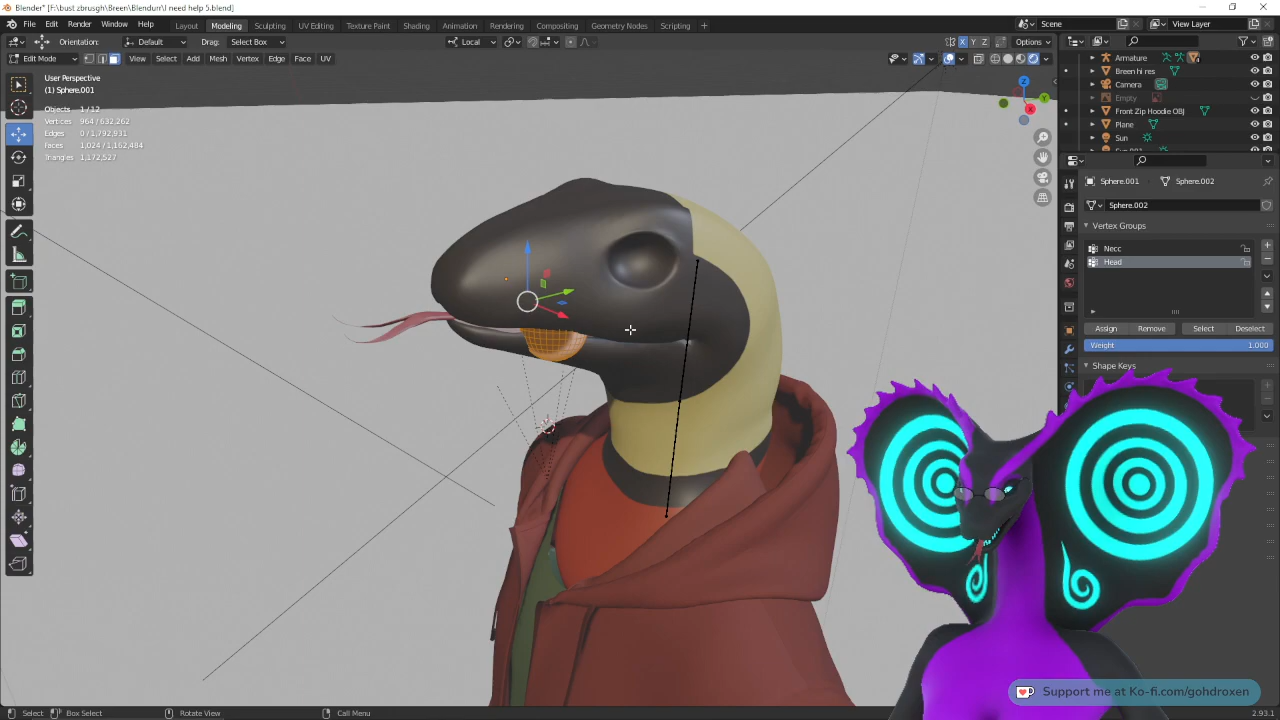 Blender* [F:\bust zbrusgh\Breen\Blendurr\I need help 5.blend]
File Edit Render Window Help Layout Modeling Sculpting UV Editing Texture Paint Shading Animation Rendering Compositing Geometry Nodes Scripting + Scene View Layer
Orientation: Default Drag: Select Box Local X Y Z Options
Edit Mode View Select Add Mesh Vertex Edge Face UV
User Perspective
(1) Sphere.001
Objects 1/12
Vertices 964 / 632,262
Edges 0/1,792,931
Faces 1,024 / 1,162,484
Triangles 1,172,527
Z
Y
X
Armature
Breen hi res
Camera
Empty
Front Zip Hoodie OBJ
Plane
Sun
Sphere.001 Sphere.002
Sphere.002
Vertex Groups
Necc
Head
Assign Remove Select Deselect
Weight 1.000
Shape Keys
Support me at Ko-fi.com/gohdroxen
Select Box Select Rotate View Call Menu 2.93.1